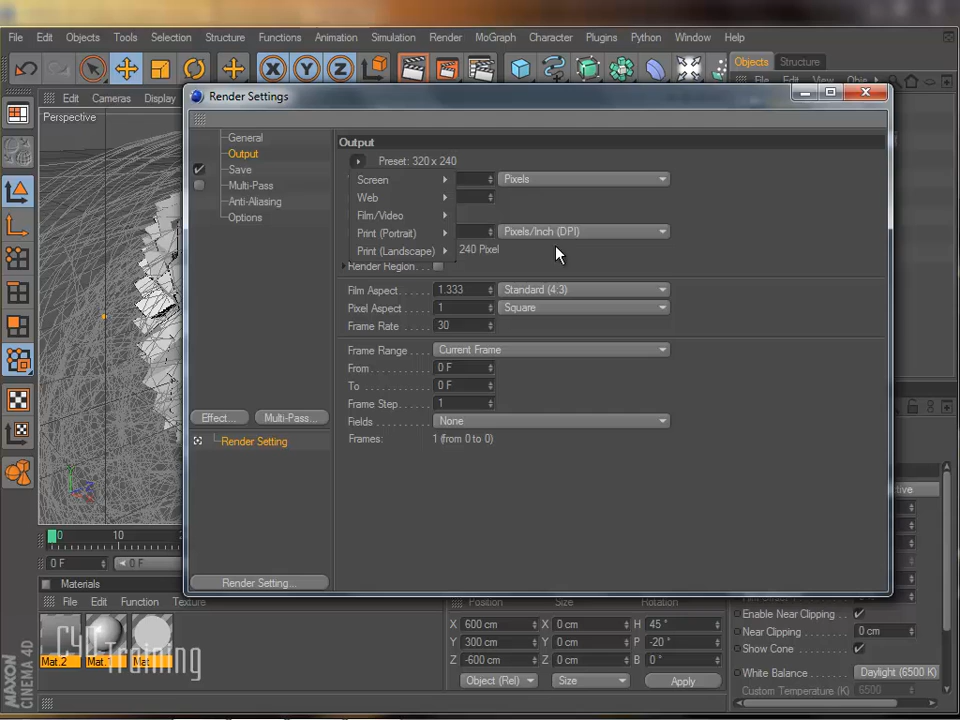 File Edit Objects Tools Selection Structure Functions Animation Simulation Render MoGraph Character Plugins Python Window Help
Objects Structure
File Edit View Obje
Edit Cameras Display
Perspective
Render Settings
General
Output
Save
Multi-Pass
Anti-Aliasing
Options
Effect... Multi-Pass...
Render Setting
Render Setting...
Output
Preset: 320 x 240
Screen
Web
Film/Video
Print (Portrait)
Print (Landscape)
Pixels
Pixels/Inch (DPI)
240 Pixel
Render Region
Film Aspect 1.333 Standard (4:3)
Pixel Aspect 1 Square
Frame Rate 30
Frame Range Current Frame
From 0 F
To 0 F
Frame Step 1
Fields None
Frames: 1 (from 0 to 0)
0 10
0 F 0 F
Materials
File Edit Function Texture
Mat.2 Mat.1 Mat
C4D Training
MAXON CINEMA 4D
Position Size Rotation
X 600 cm X 0 cm H 45 °
Y 300 cm Y 0 cm P -20 °
Z -600 cm Z 0 cm B 0 °
Object (Rel) Size Apply
Enable Near Clipping
Near Clipping 0 cm
Show Cone
White Balance Daylight (6500 K)
Custom Temperature (K) 6500